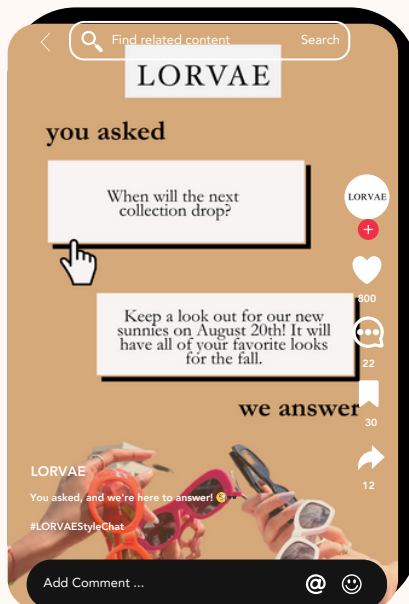 Find related content
Search
LORVAE
you asked
When will the next
collection drop?
LORVAE
800
Keep a look out for our new
sunnies on August 20th! It will
have all of your favorite looks
for the fall.
22
30
we answer
12
LORVAE
You asked, and we're here to answer!
#LORVAEStyleChat
Add Comment ...
@